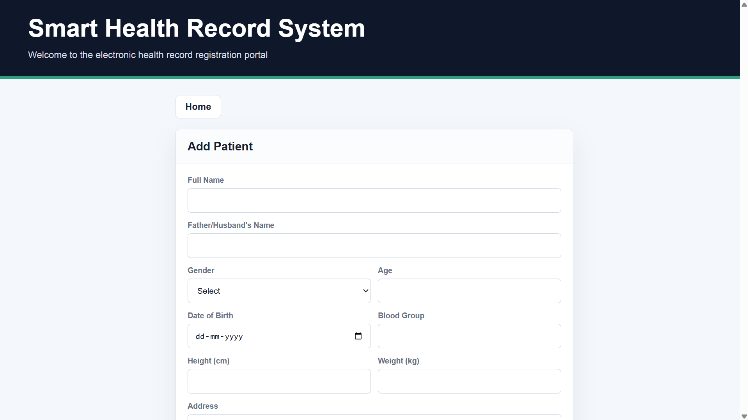 Smart Health Record System
Welcome to the electronic health record registration portal
Home
Add Patient
Full Name
Father/Husband's Name
Gender Age
Select
Date of Birth Blood Group
dd-mm-yyyy
Height (cm) Weight (kg)
Address